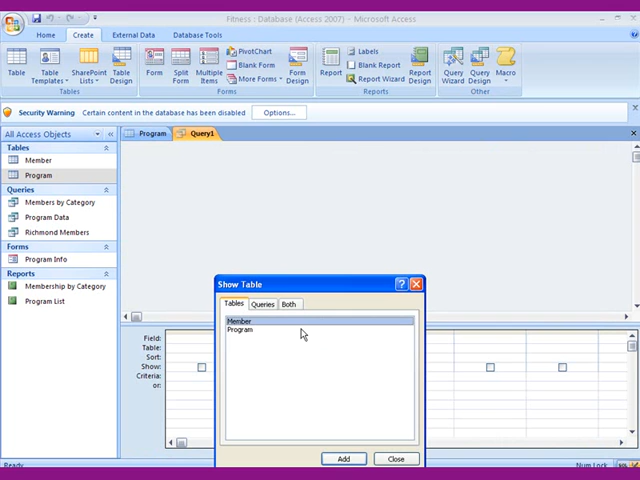 Fitness : Database (Access 2007) - Microsoft Access
Home Create External Data Database Tools
Table Table Templates SharePoint Lists Table Design Form Split Form Multiple Items PivotChart Blank Form More Forms Form Design Report Labels Blank Report Report Wizard Report Design Query Wizard Query Design Macro
Tables Forms Reports Other
Security Warning Certain content in the database has been disabled Options...
All Access Objects « Program Query1
Tables
Member
Program
Queries
Members by Category
Program Data
Richmond Members
Forms
Program Info
Reports
Membership by Category
Program List
Show Table
Tables Queries Both
Member
Program
Add Close
Field:
Table:
Sort:
Show:
Criteria:
or:
Ready Num Lock SQL